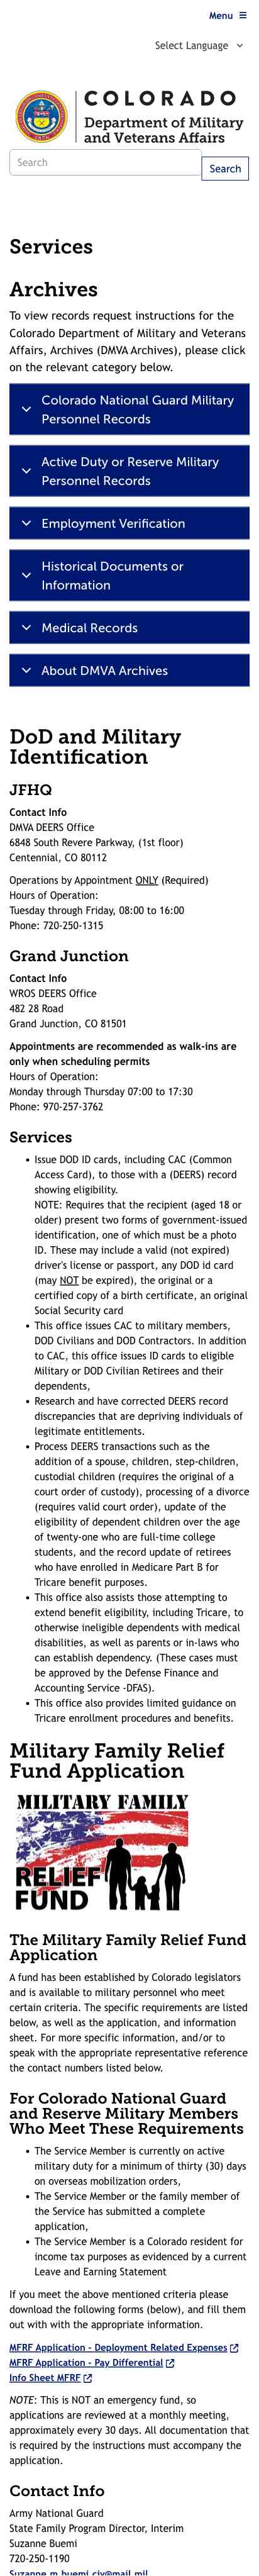 Menu
Select Language
COLORADO
Department of Military
and Veterans Affairs
Search
Search
Services
Archives
To view records request instructions for the
Colorado Department of Military and Veterans
Affairs, Archives (DMVA Archives), please click
on the relevant category below.
Colorado National Guard Military
Personnel Records
Active Duty or Reserve Military
Personnel Records
Employment Verification
Historical Documents or
Information
Medical Records
About DMVA Archives
DoD and Military
Identification
JFHQ
Contact Info
DMVA DEERS Office
6848 South Revere Parkway, (1st floor)
Centennial, CO 80112
Operations by Appointment ONLY (Required)
Hours of Operation:
Tuesday through Friday, 08:00 to 16:00
Phone: 720-250-1315
Grand Junction
Contact Info
WROS DEERS Office
482 28 Road
Grand Junction, CO 81501
Appointments are recommended as walk-ins are
only when scheduling permits
Hours of Operation:
Monday through Thursday 07:00 to 17:30
Phone: 970-257-3762
Services
• Issue DOD ID cards, including CAC (Common
Access Card), to those with a (DEERS) record
showing eligibility.
NOTE: Requires that the recipient (aged 18 or
older) present two forms of government-issued
identification, one of which must be a photo
ID. These may include a valid (not expired)
driver's license or passport, any DOD id card
(may NOT be expired), the original or a
certified copy of a birth certificate, an original
Social Security card
• This office issues CAC to military members,
DOD Civilians and DOD Contractors. In addition
to CAC, this office issues ID cards to eligible
Military or DOD Civilian Retirees and their
dependents,
• Research and have corrected DEERS record
discrepancies that are depriving individuals of
legitimate entitlements.
• Process DEERS transactions such as the
addition of a spouse, children, step-children,
custodial children (requires the original of a
court order of custody), processing of a divorce
(requires valid court order), update of the
eligibility of dependent children over the age
of twenty-one who are full-time college
students, and the record update of retirees
who have enrolled in Medicare Part B for
Tricare benefit purposes.
• This office also assists those attempting to
extend benefit eligibility, including Tricare, to
otherwise ineligible dependents with medical
disabilities, as well as parents or in-laws who
can establish dependency. (These cases must
be approved by the Defense Finance and
Accounting Service -DFAS).
• This office also provides limited guidance on
Tricare enrollment procedures and benefits.
Military Family Relief
Fund Application
MILITARY FAMILY
RELIEF
FUND
The Military Family Relief Fund
Application
A fund has been established by Colorado legislators
and is available to military personnel who meet
certain criteria. The specific requirements are listed
below, as well as the application, and information
sheet. For more specific information, and/or to
speak with the appropriate representative reference
the contact numbers listed below.
For Colorado National Guard
and Reserve Military Members
Who Meet These Requirements
• The Service Member is currently on active
military duty for a minimum of thirty (30) days
on overseas mobilization orders,
• The Service Member or the family member of
the Service has submitted a complete
application,
• The Service Member is a Colorado resident for
income tax purposes as evidenced by a current
Leave and Earning Statement
If you meet the above mentioned criteria please
download the following forms (below), and fill them
out with with the appropriate information.
MFRF Application - Deployment Related Expenses
MFRF Application - Pay Differential
Info Sheet MFRF
NOTE: This is NOT an emergency fund, so
applications are reviewed at a monthly meeting,
approximately every 30 days. All documentation that
is required by the instructions must accompany the
application.
Contact Info
Army National Guard
State Family Program Director, Interim
Suzanne Buemi
720-250-1190
Suzanne.m.buemi.civ@mail.mil